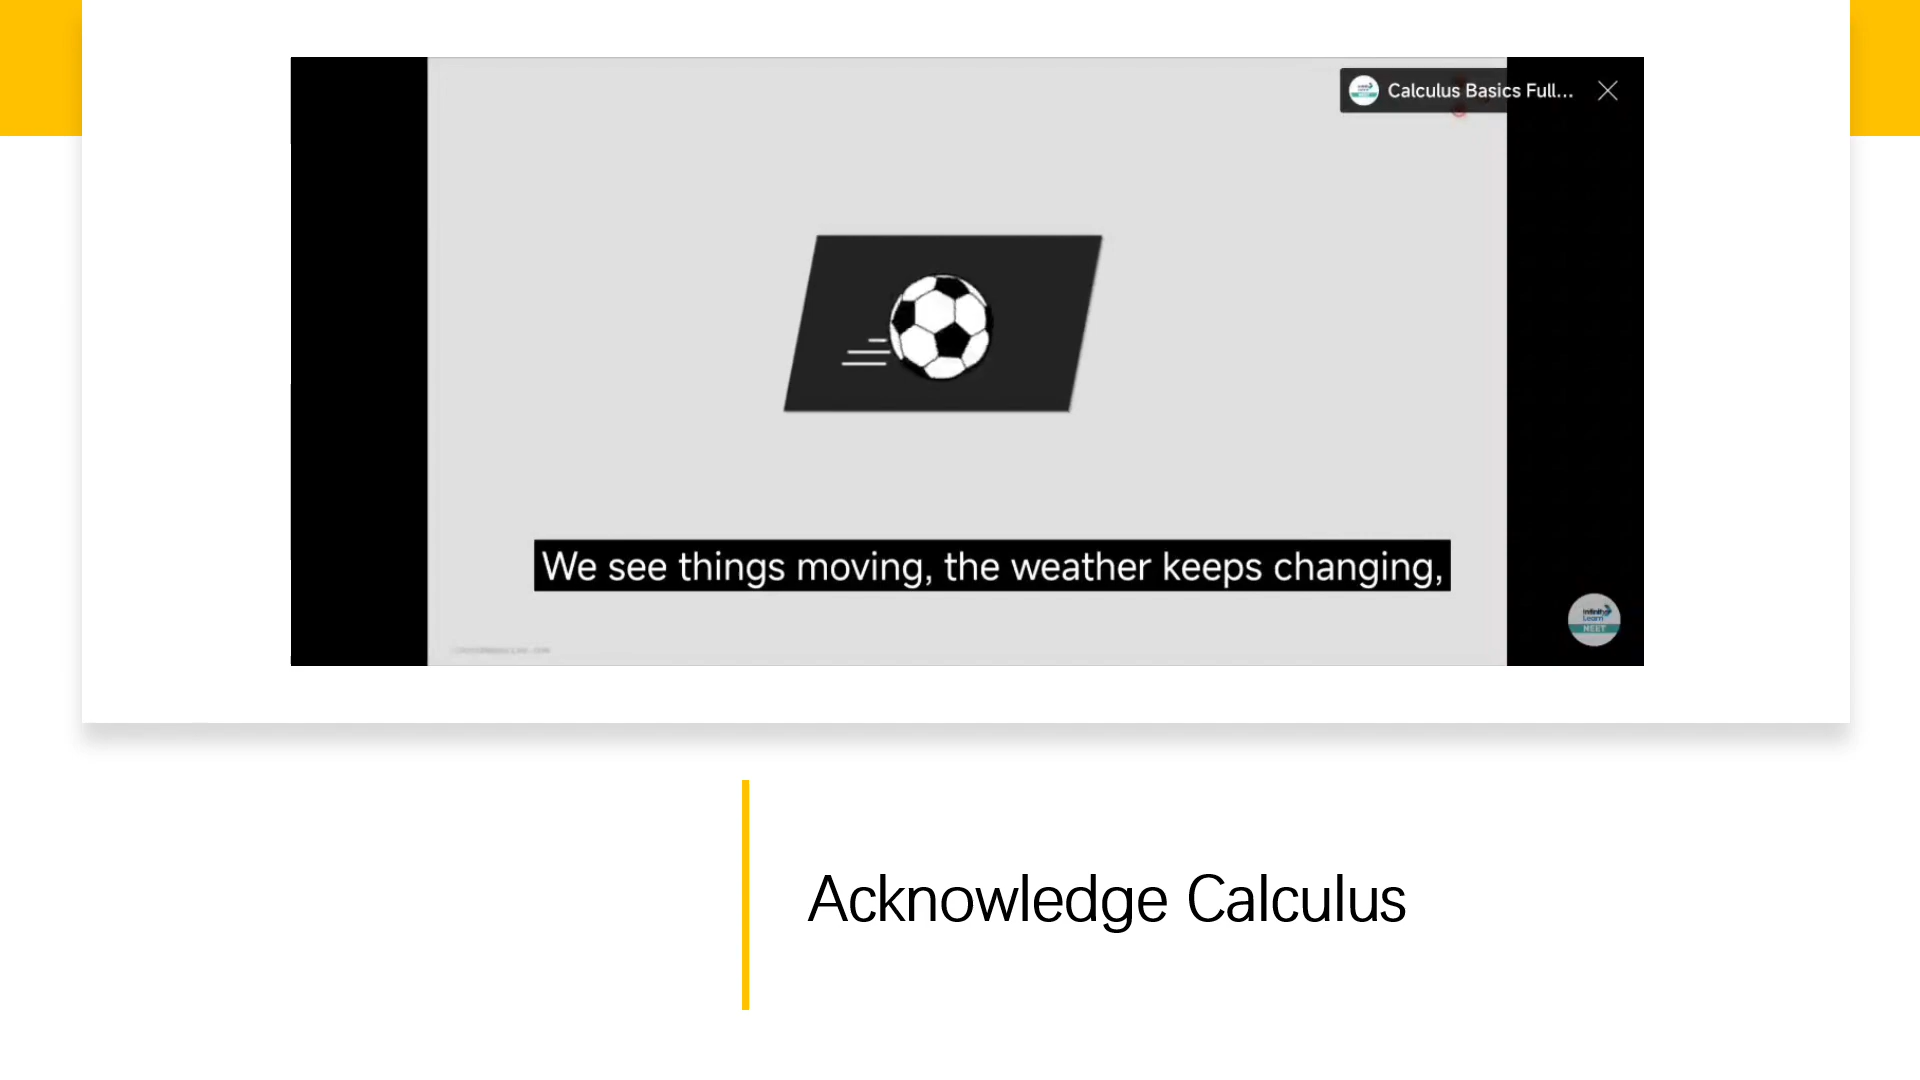 Calculus Basics Full...
We see things moving, the weather keeps changing,
Infinity
Learn
NEET
Acknowledge Calculus